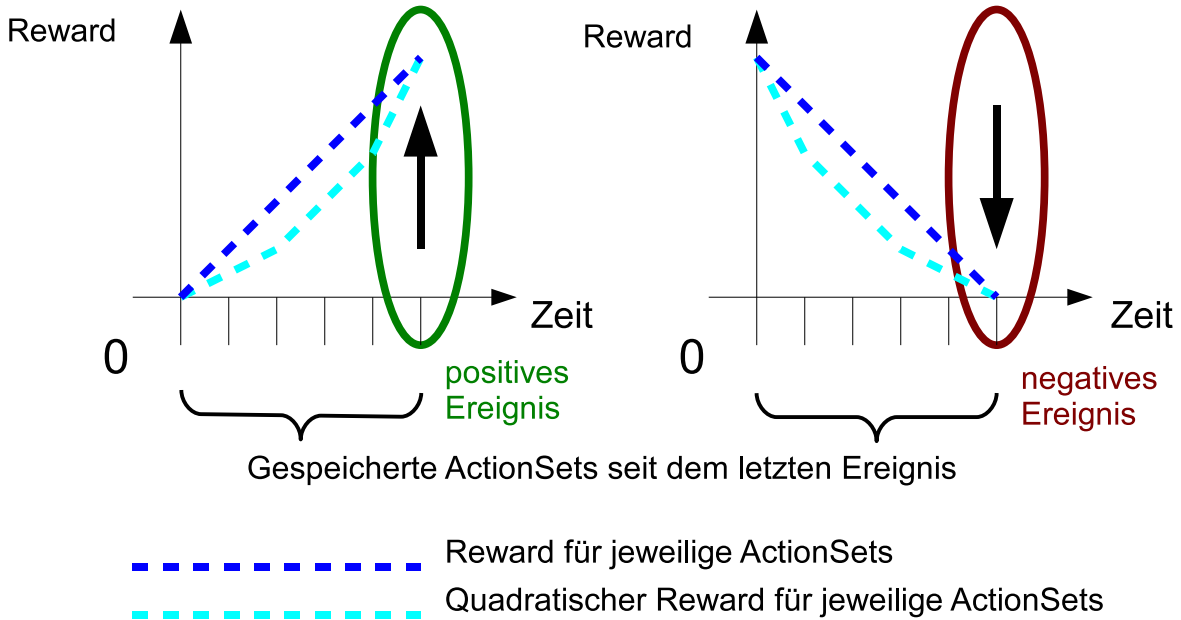 Reward
Reward
Zeit
Zeit
0
0
positives
Ereignis
negatives
Ereignis
Gespeicherte ActionSets seit dem letzten Ereignis
Reward für jeweilige ActionSets
Quadratischer Reward für jeweilige ActionSets